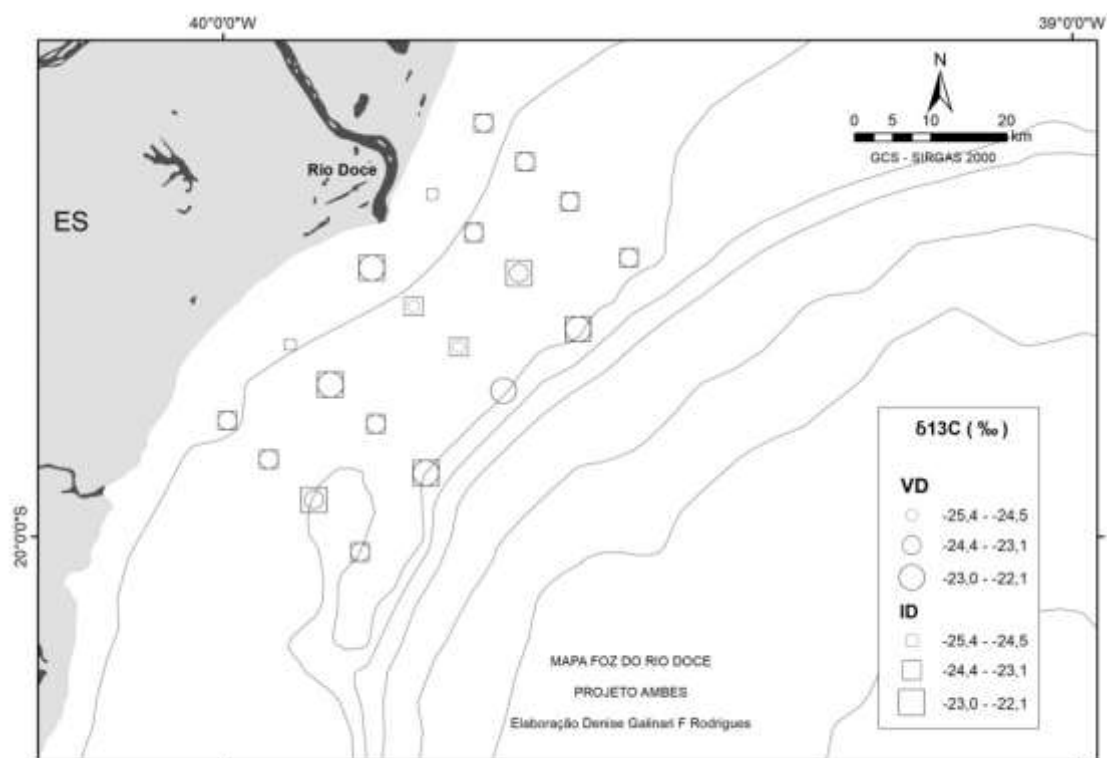 40°0'0"W
39°0'0"W
N
0 5 10 20
km
GCS - SIRGAS 2000
Rio Doce
ES
20°0'0"S
δ13C ( ‰ )
VD
-25,4 - -24,5
-24,4 - -23,1
-23,0 - -22,1
ID
-25,4 - -24,5
-24,4 - -23,1
-23,0 - -22,1
MAPA FOZ DO RIO DOCE
PROJETO AMBES
Elaboração Denise Galinari F Rodrigues